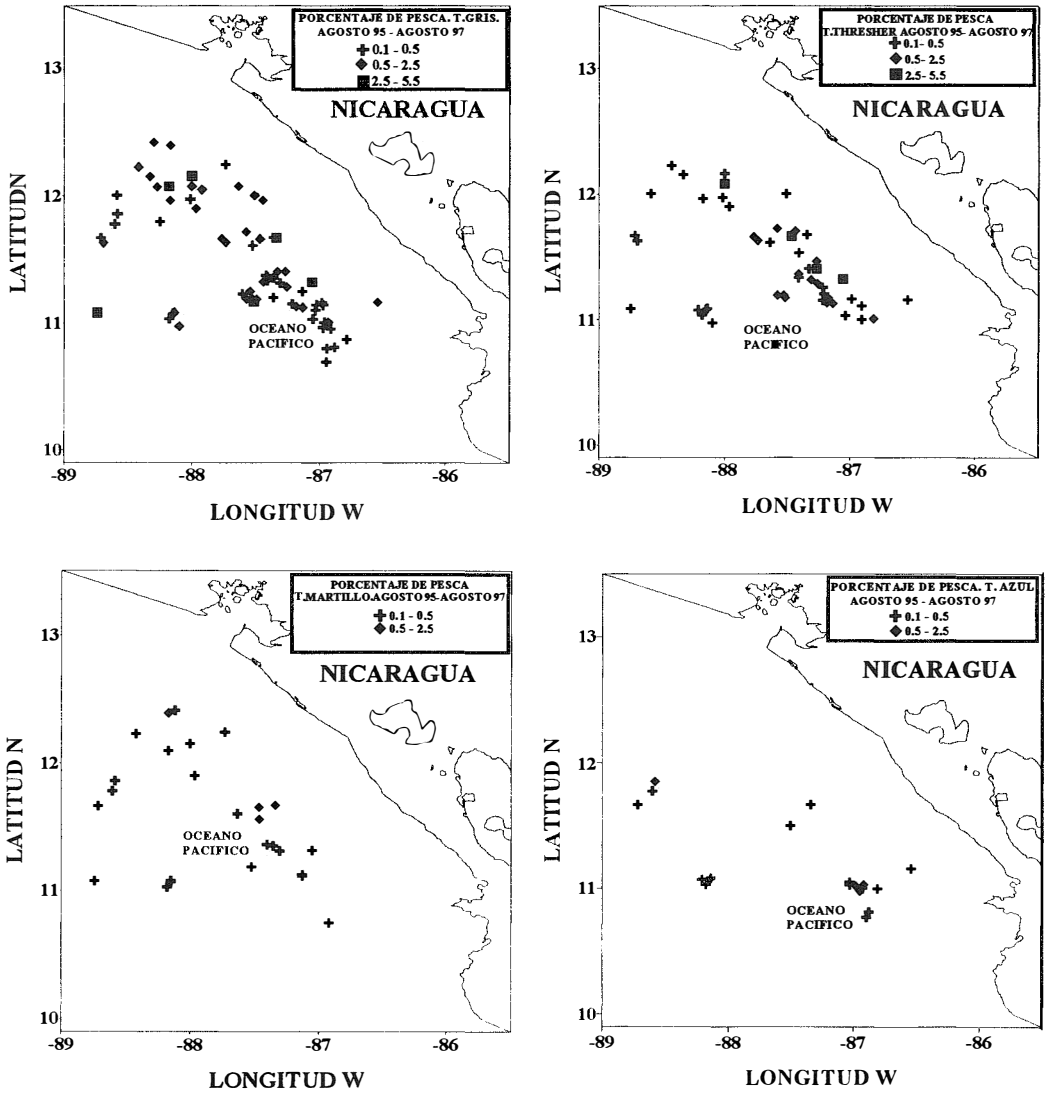 PORCENTAJE DE PESCA. T.GRIS.
AGOSTO 95 - AGOSTO 97
0.1 - 0.5
0.5 - 2.5
2.5 - 5.5
NICARAGUA
13
12
11
10
LATITUDN
OCEANO
PACIFICO
-89
-88
-87
-86
LONGITUD W
PORCENTAJE DE PESCA
T.THRESHER AGOSTO 95- AGOSTO 97
0.1- 0.5
0.5- 2.5
2.5- 5.5
NICARAGUA
13
12
11
10
LATITUD N
OCEANO
PACIFICO
-89
-88
-87
-86
LONGITUD W
PORCENTAJE DE PESCA
T.MARTILLO.AGOSTO 95-AGOSTO 97
0.1 - 0.5
0.5 - 2.5
NICARAGUA
13
12
11
10
LATITUD N
OCEANO
PACIFICO
-89
-88
-87
-86
LONGITUD W
PORCENTAJE DE PESCA. T. AZUL
AGOSTO 95 - AGOSTO 97
0.1 - 0.5
0.5 - 2.5
NICARAGUA
13
12
11
10
LATITUD N
OCEANO
PACIFICO
-89
-88
-87
-86
LONGITUD W